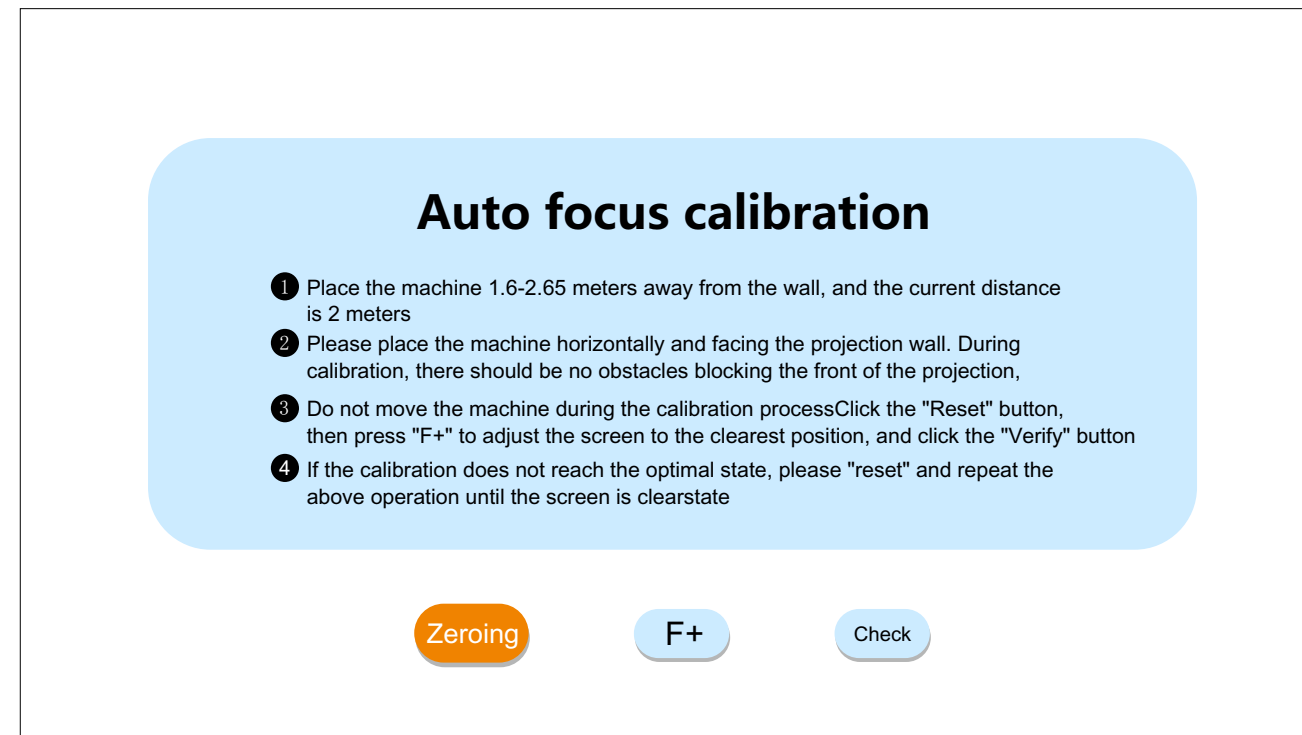 Auto focus calibration
1 Place the machine 1.6-2.65 meters away from the wall, and the current distance
is 2 meters
2 Please place the machine horizontally and facing the projection wall. During
calibration, there should be no obstacles blocking the front of the projection,
3 Do not move the machine during the calibration processClick the "Reset" button,
then press "F+" to adjust the screen to the clearest position, and click the "Verify" button
4 If the calibration does not reach the optimal state, please "reset" and repeat the
above operation until the screen is clearstate
Zeroing
F+
Check